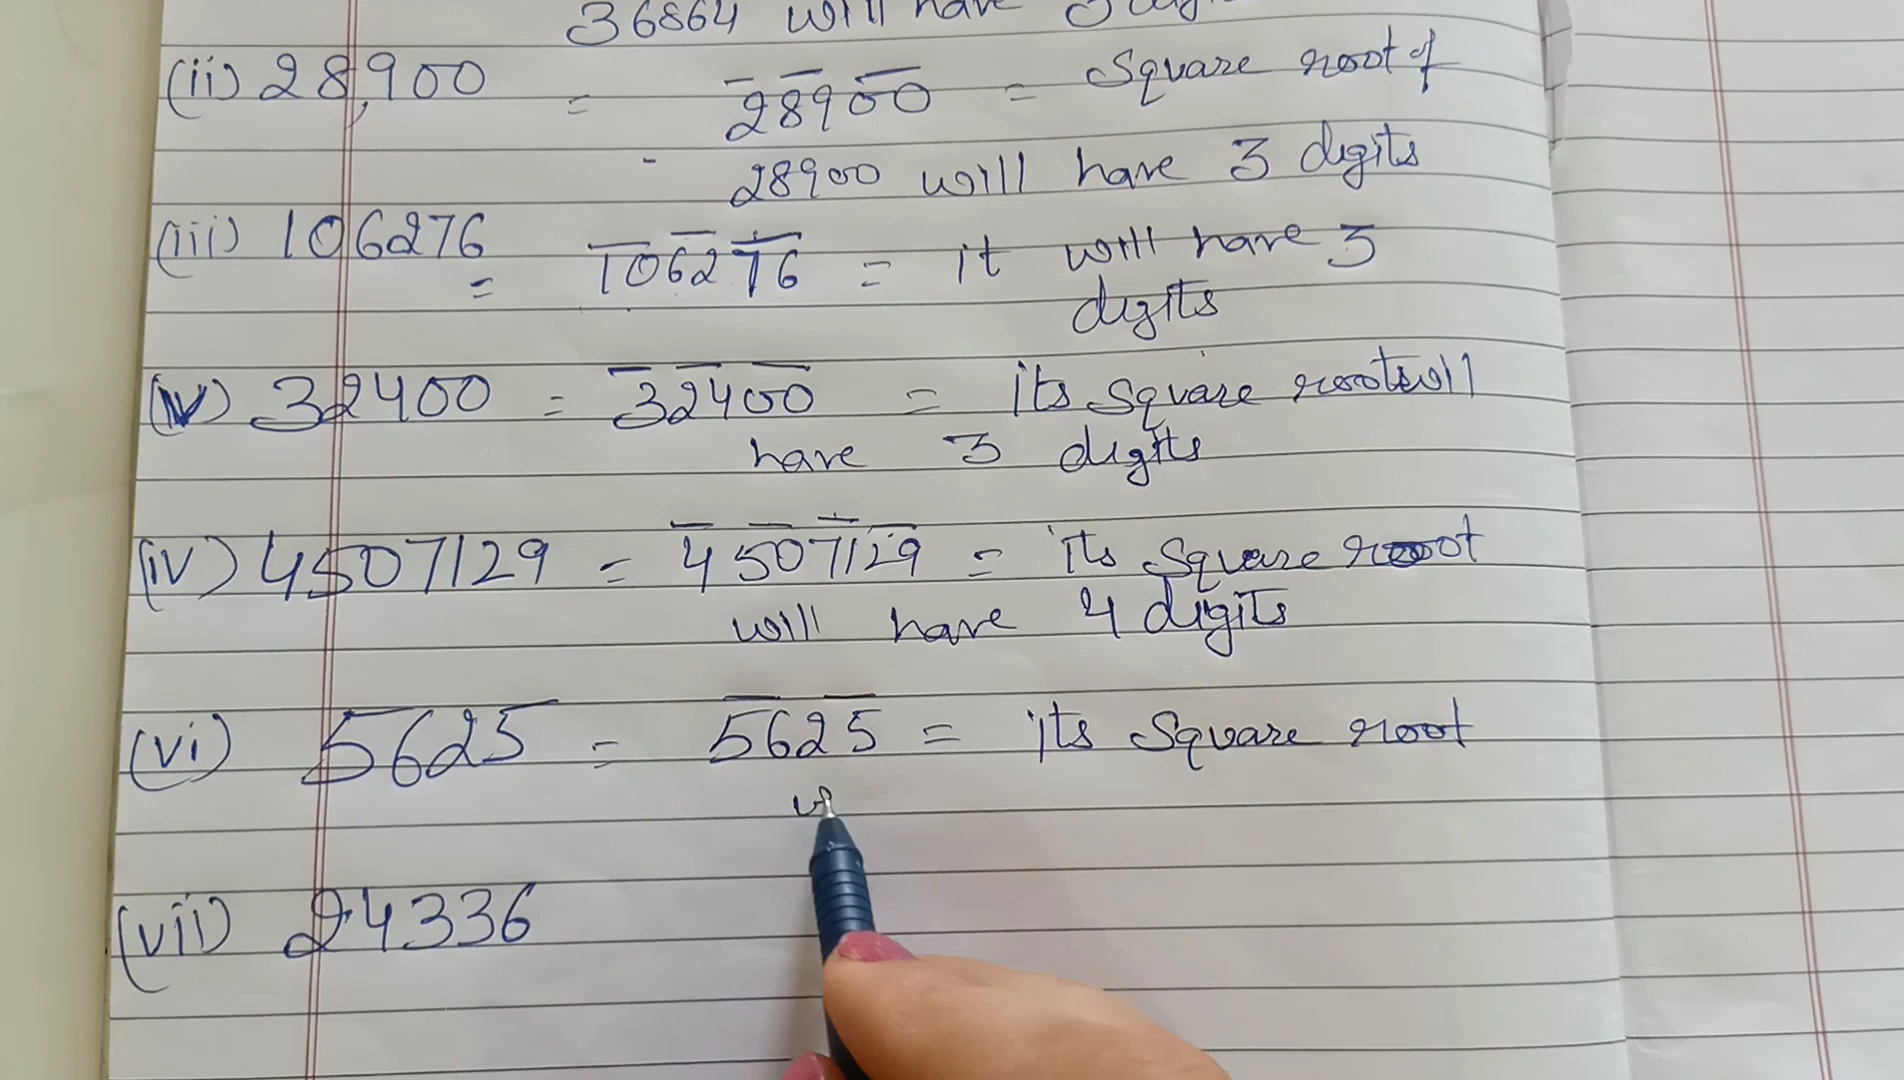 36864 will have 3
(ii) 28,900 = 28900 = Square root of
28900 will have 3 digits
(iii) 106276 = 106276 = it will have 3
digits
(iv) 32400 = 32400 = its square root will
have 3 digits
(iv) 4507129 = 4507129 = its square root
will have 4 digits
(vi) 5625 = 5625 = its square root
(vii) 24336